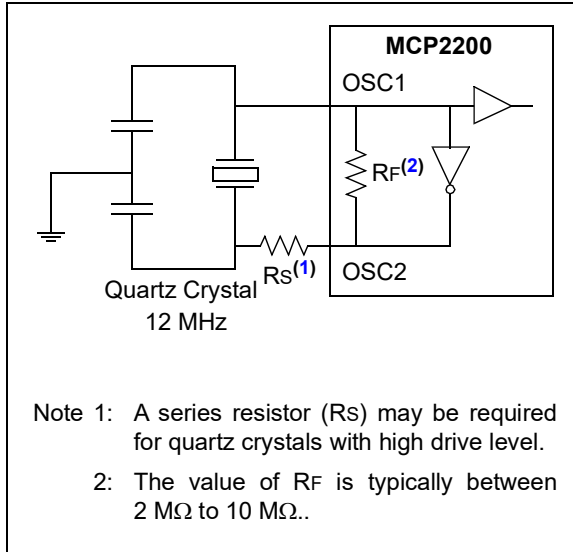 MCP2200
OSC1
RF(2)
RS(1)
OSC2
Quartz Crystal
12 MHz
Note 1: A series resistor (RS) may be required
for quartz crystals with high drive level.
2: The value of RF is typically between
2 MΩ to 10 MΩ..